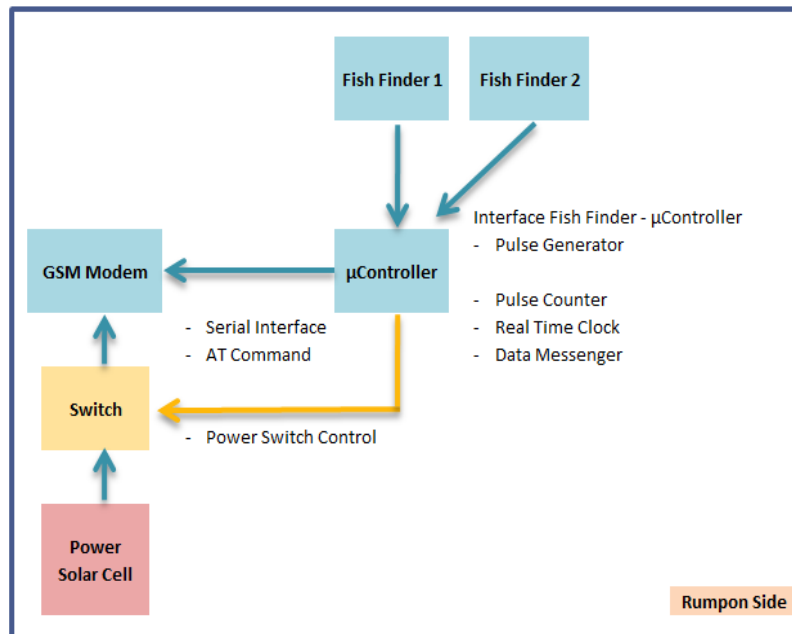 Fish Finder 1
Fish Finder 2
Interface Fish Finder - µController
- Pulse Generator
- Pulse Counter
- Real Time Clock
- Data Messenger
GSM Modem
µController
- Serial Interface
- AT Command
Switch
- Power Switch Control
Power
Solar Cell
Rumpon Side